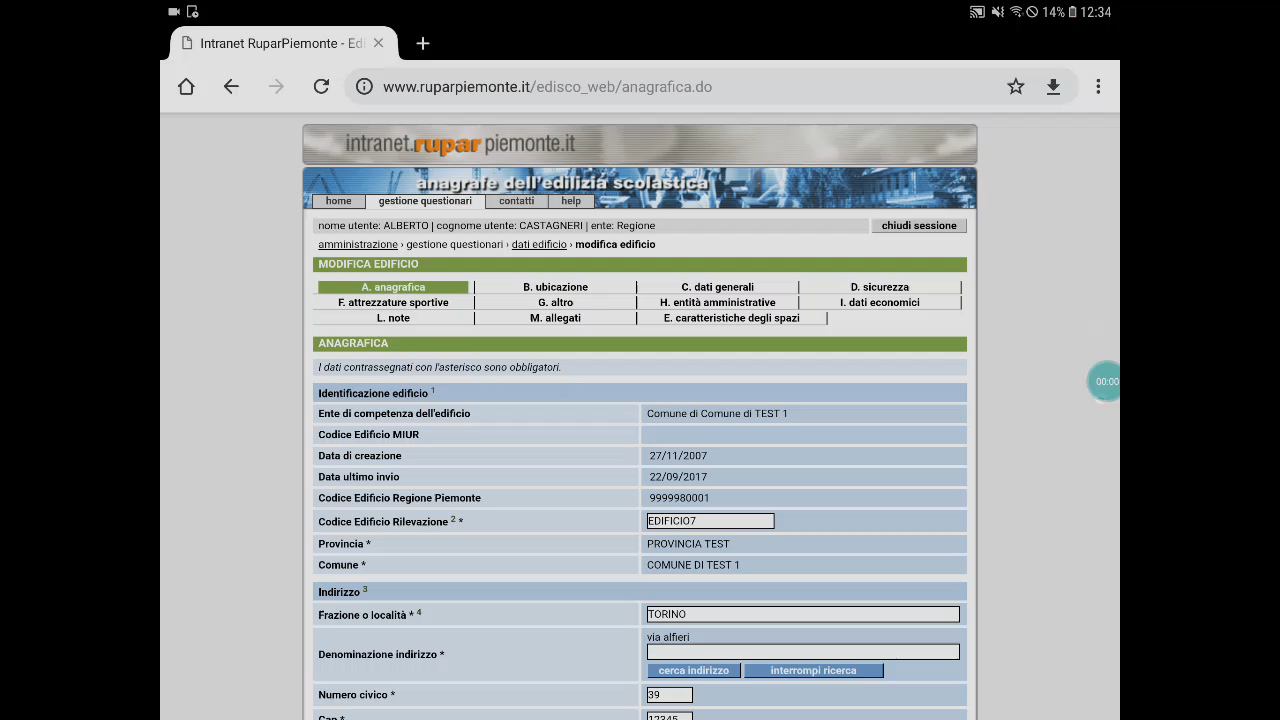 14% 12:34
Intranet RuparPiemonte - Edi
www.ruparpiemonte.it/edisco_web/anagrafica.do
intranet.rupar piemonte.it
anagrafe dell'edilizia scolastica
home gestione questionari contatti help
nome utente: ALBERTO | cognome utente: CASTAGNERI | ente: Regione chiudi sessione
amministrazione › gestione questionari › dati edificio › modifica edificio
MODIFICA EDIFICIO
A. anagrafica B. ubicazione C. dati generali D. sicurezza
F. attrezzature sportive G. altro H. entità amministrative I. dati economici
L. note M. allegati E. caratteristiche degli spazi
ANAGRAFICA
I dati contrassegnati con l'asterisco sono obbligatori.
Identificazione edificio 1
Ente di competenza dell'edificio Comune di Comune di TEST 1
Codice Edificio MIUR
Data di creazione 27/11/2007
Data ultimo invio 22/09/2017
Codice Edificio Regione Piemonte 9999980001
Codice Edificio Rilevazione 2 * EDIFICIO7
Provincia * PROVINCIA TEST
Comune * COMUNE DI TEST 1
00:00
Indirizzo 3
Frazione o località * 4 TORINO
via alfieri
Denominazione indirizzo *
cerca indirizzo interrompi ricerca
Numero civico * 39
Cap * 12345